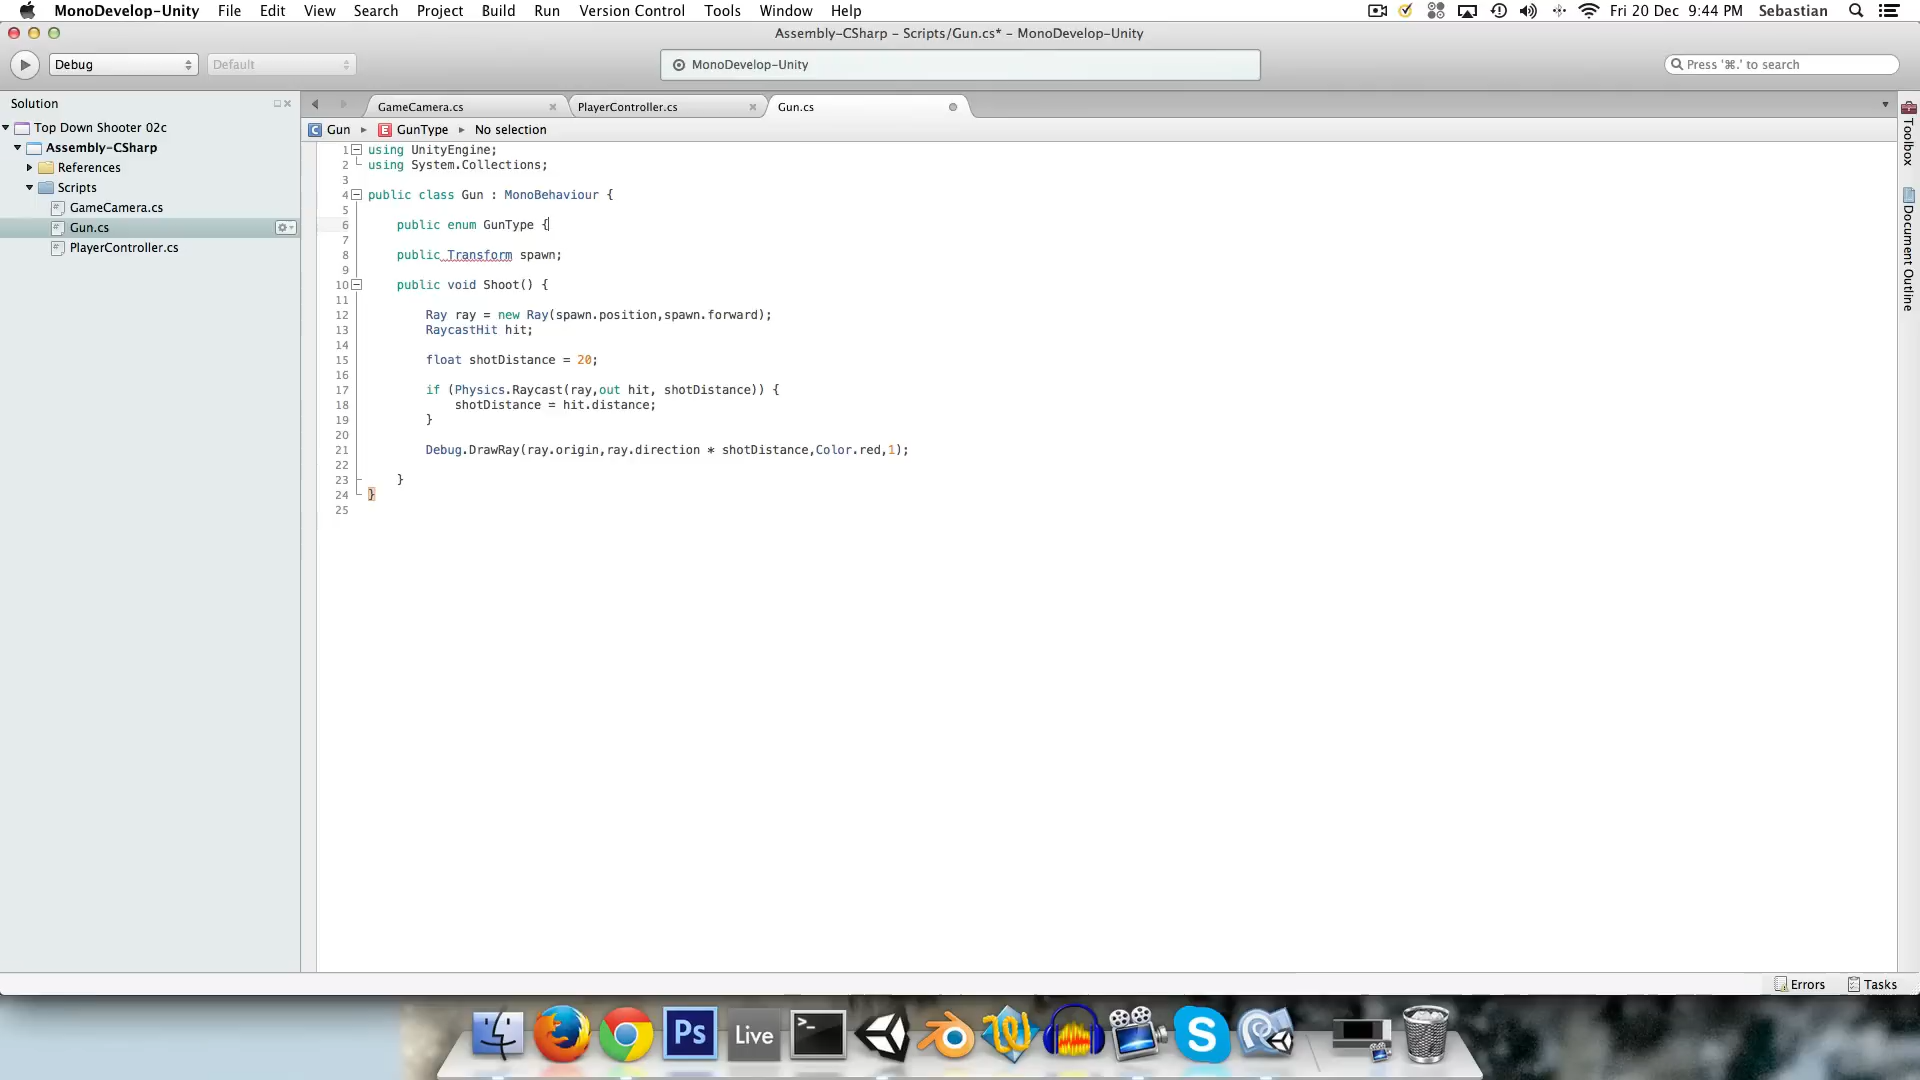 MonoDevelop-Unity File Edit View Search Project Build Run Version Control Tools Window Help Fri 20 Dec 9:44 PM Sebastian
Assembly-CSharp – Scripts/Gun.cs* – MonoDevelop-Unity
Debug Default MonoDevelop-Unity Press '⌘.' to search
Solution
Top Down Shooter 02c
Assembly-CSharp
References
Scripts
GameCamera.cs
Gun.cs
PlayerController.cs
GameCamera.cs PlayerController.cs Gun.cs
C Gun E GunType No selection
1 using UnityEngine;
2 using System.Collections;
3
4 public class Gun : MonoBehaviour {
5
6 public enum GunType {
7
8 public Transform spawn;
9
10 public void Shoot() {
11
12 Ray ray = new Ray(spawn.position,spawn.forward);
13 RaycastHit hit;
14
15 float shotDistance = 20;
16
17 if (Physics.Raycast(ray,out hit, shotDistance)) {
18 shotDistance = hit.distance;
19 }
20
21 Debug.DrawRay(ray.origin,ray.direction * shotDistance,Color.red,1);
22
23 }
24 }
25
Toolbox
Document Outline
Errors Tasks
Ps Live >_ S